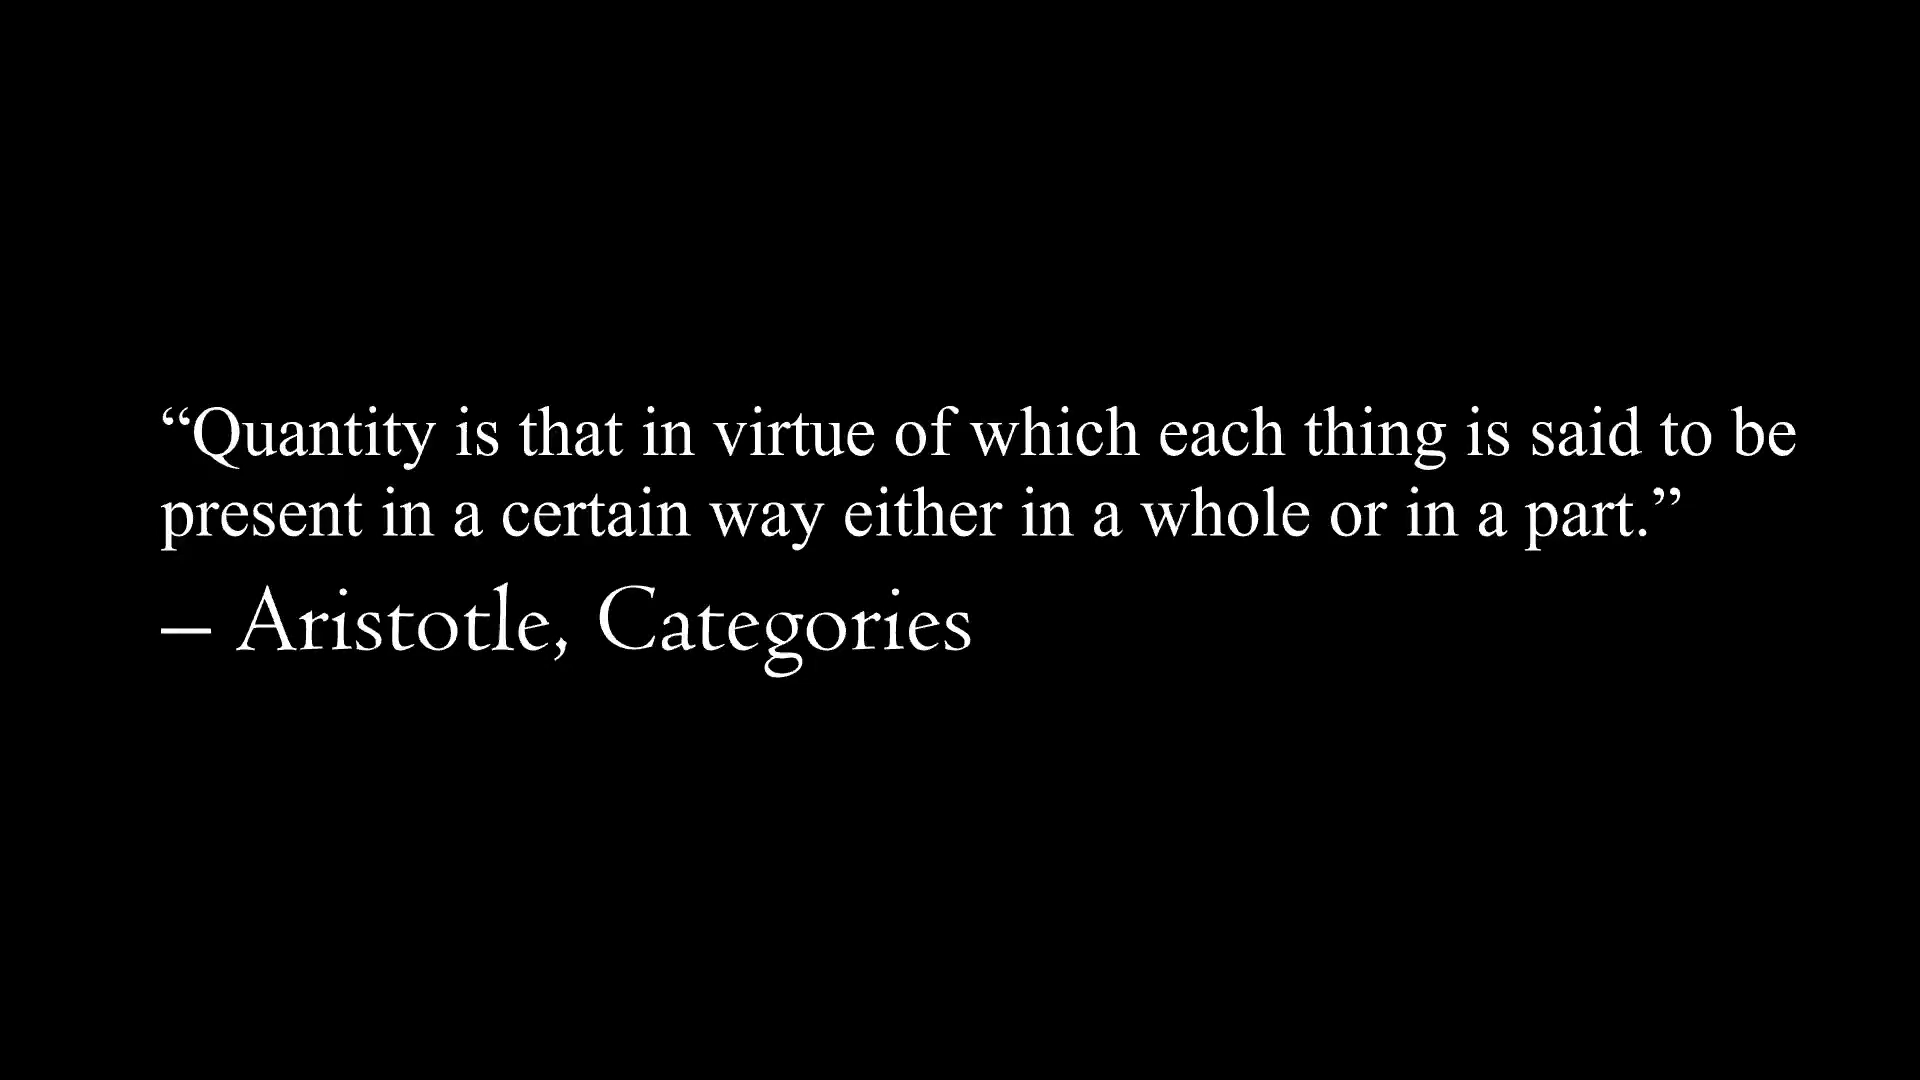 “Quantity is that in virtue of which each thing is said to be
present in a certain way either in a whole or in a part.”
– Aristotle, Categories